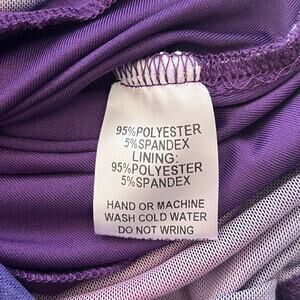 95%POLYESTER
5%SPANDEX
LINING:
95%POLYESTER
5%SPANDEX
HAND OR MACHINE
WASH COLD WATER
DO NOT WRING